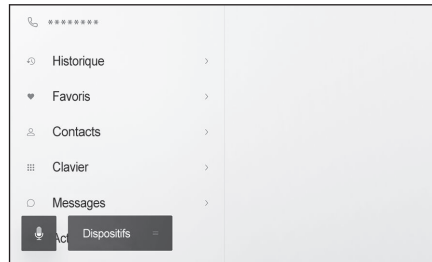 ********
Historique
Favoris
Contacts
Clavier
Messages
Dispositifs